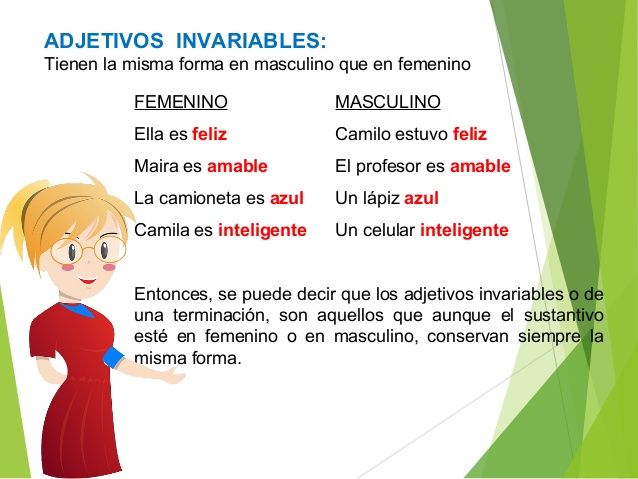 ADJETIVOS INVARIABLES:
Tienen la misma forma en masculino que en femenino
FEMENINO MASCULINO
Ella es feliz Camilo estuvo feliz
Maira es amable El profesor es amable
La camioneta es azul Un lápiz azul
Camila es inteligente Un celular inteligente
Entonces, se puede decir que los adjetivos invariables o de
una terminación, son aquellos que aunque el sustantivo
esté en femenino o en masculino, conservan siempre la
misma forma.